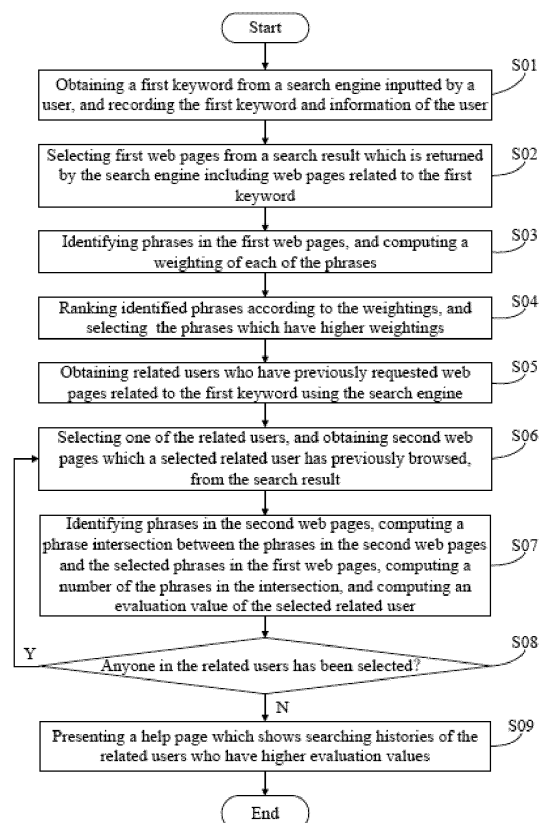 Start
S01
Obtaining a first keyword from a search engine inputted by a
user, and recording the first keyword and information of the user
S02
Selecting first web pages from a search result which is returned
by the search engine including web pages related to the first
keyword
S03
Identifying phrases in the first web pages, and computing a
weighting of each of the phrases
S04
Ranking identified phrases according to the weightings, and
selecting the phrases which have higher weightings
S05
Obtaining related users who have previously requested web
pages related to the first keyword using the search engine
S06
Selecting one of the related users, and obtaining second web
pages which a selected related user has previously browsed,
from the search result
S07
Identifying phrases in the second web pages, computing a
phrase intersection between the phrases in the second web pages
and the selected phrases in the first web pages, computing a
number of the phrases in the intersection, and computing an
evaluation value of the selected related user
S08
Y
Anyone in the related users has been selected?
N
S09
Presenting a help page which shows searching histories of the
related users who have higher evaluation values
End